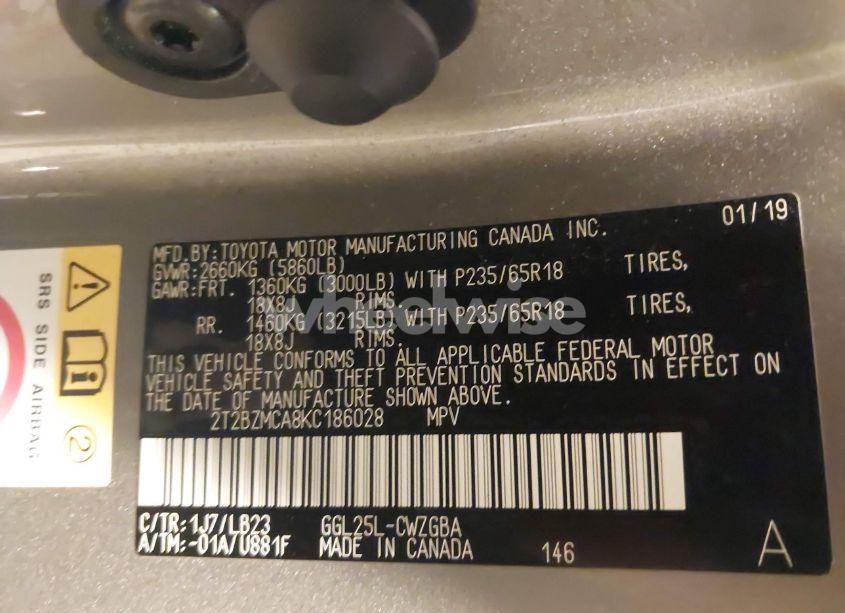 01/19
MFD.BY:TOYOTA MOTOR MANUFACTURING CANADA INC.
GVWR:2660KG (5860LB)
GAWR:FRT. 1360KG (3000LB) WITH P235/65R18 TIRES,
18X8J RIMS.
RR. 1460KG (3215LB) WITH P235/65R18 TIRES,
18X8J RIMS.
THIS VEHICLE CONFORMS TO ALL APPLICABLE FEDERAL MOTOR
VEHICLE SAFETY AND THEFT PREVENTION STANDARDS IN EFFECT ON
THE DATE OF MANUFACTURE SHOWN ABOVE.
2T2BZMCA8KC186028 MPV
C/TR:1J7/LB23 GGL25L-CWZGBA
A/TM:-01A/U881F MADE IN CANADA 146 A
SRS SIDE AIRBAG
2
wheelwise